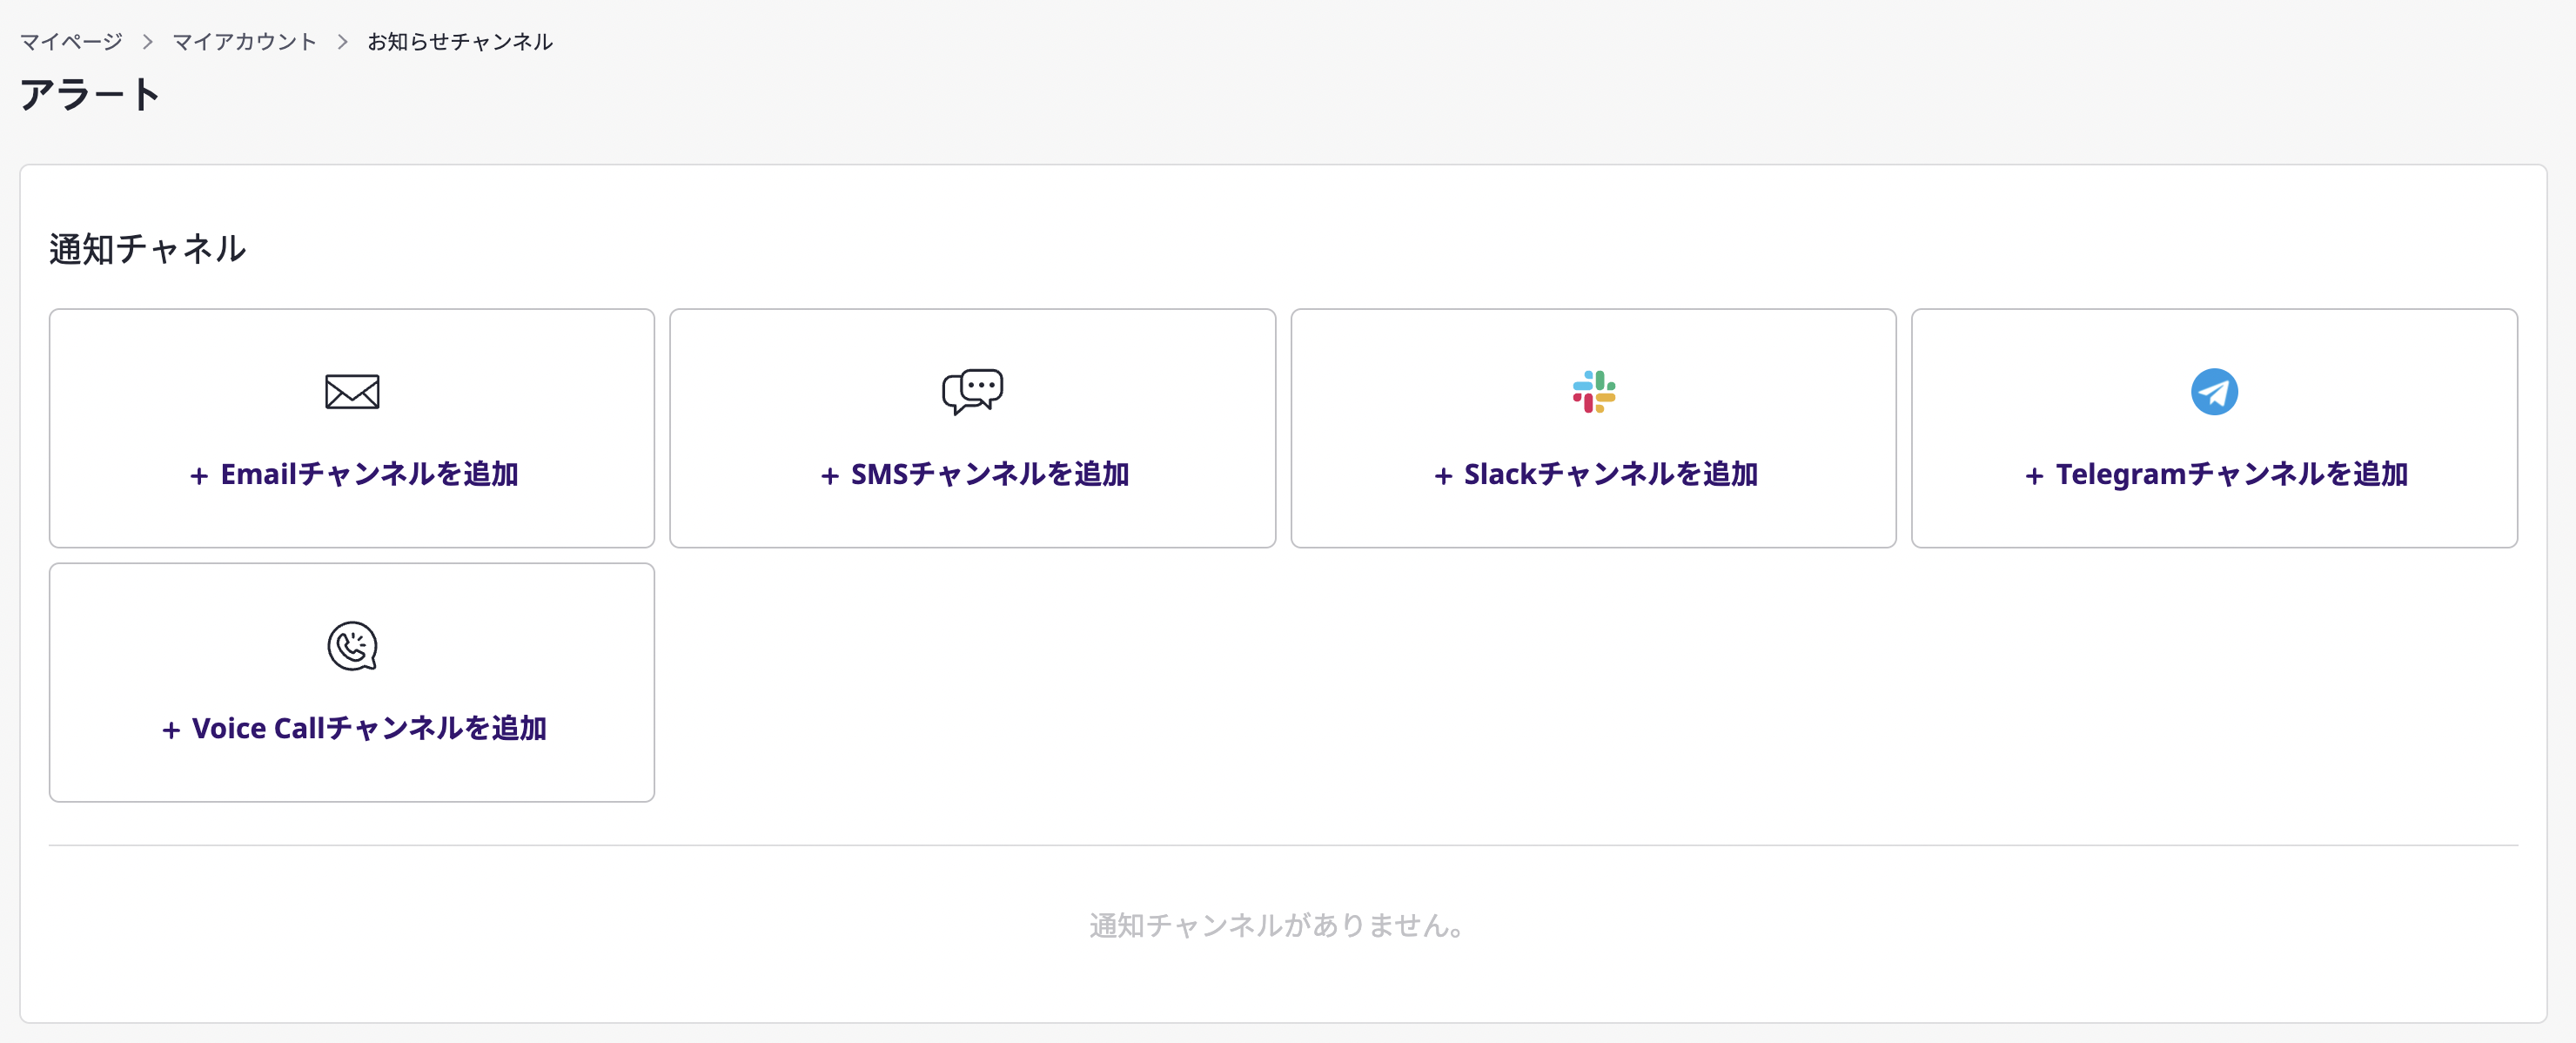 マイページ > マイアカウント > お知らせチャンネル
アラート
通知チャネル
+ Emailチャンネルを追加
+ SMSチャンネルを追加
+ Slackチャンネルを追加
+ Telegramチャンネルを追加
+ Voice Callチャンネルを追加
通知チャンネルがありません。